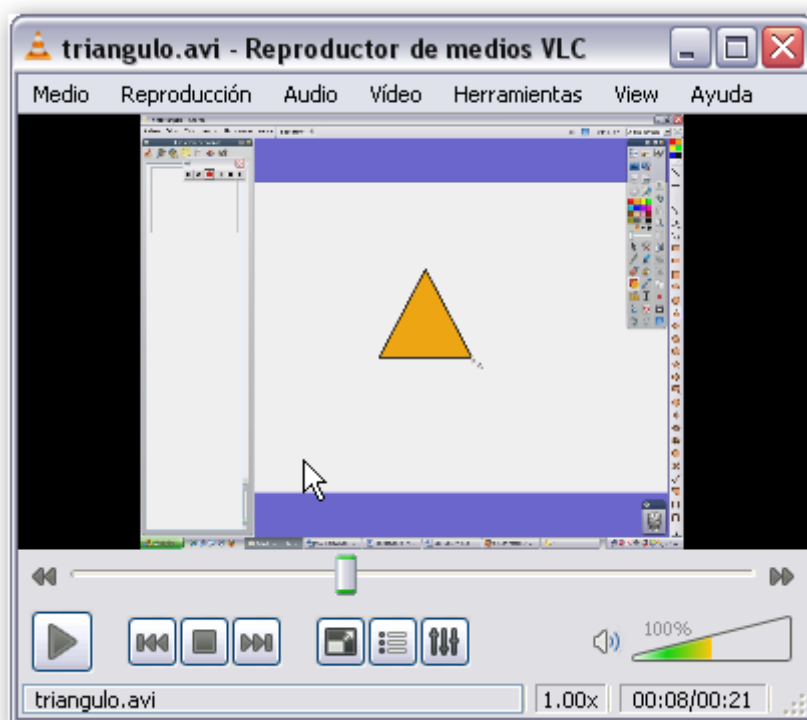 triangulo.avi - Reproductor de medios VLC
Medio Reproducción Audio Vídeo Herramientas View Ayuda
100%
triangulo.avi 1.00x 00:08/00:21